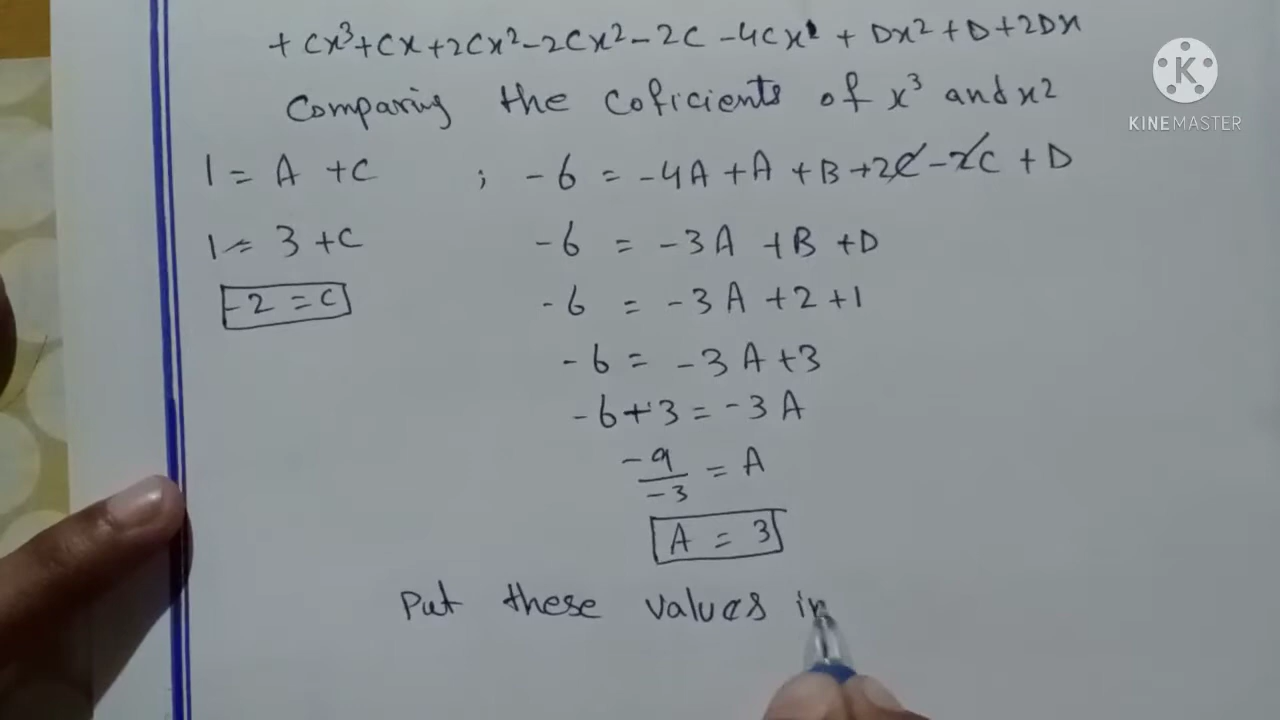 + Cx³+Cx+2Cx²-2Cx²-2C-4Cx² + Dx²+D+2Dx
K
KINEMASTER
Comparing the Coficients of x³ and x2
1 = A + C ; -6 = -4A + A + B + 2C - 2C + D
1 = 3 + C -6 = -3A + B + D
-2 = C -6 = -3A + 2 + 1
-6 = -3A + 3
-6+3 = -3A
-9/-3 = A
A = 3
Put these values in